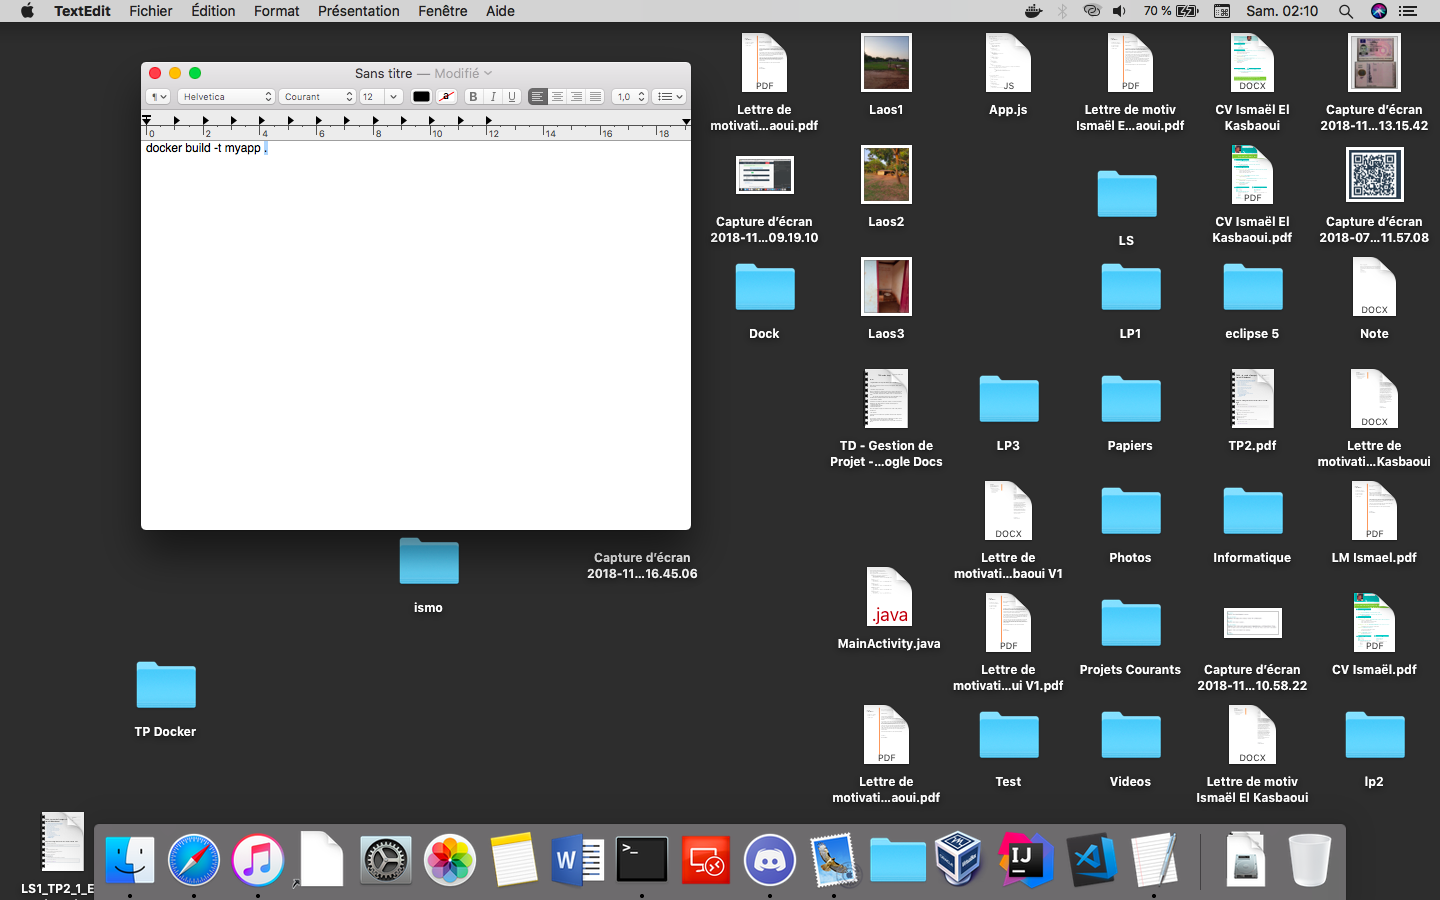 TextEdit Fichier Édition Format Présentation Fenêtre Aide 70 % Sam. 02:10
Sans titre — Modifié
¶ Helvetica Courant 12 a B I U 1,0
0 2 4 6 8 10 12 14 16 18
docker build -t myapp .
PDF
Lettre de
motivati...aoui.pdf
Laos1
JS
App.js
PDF
Lettre de motiv
Ismaël E...aoui.pdf
DOCX
CV Ismaël El
Kasbaoui
Capture d’écran
2018-11...13.15.42
Capture d’écran
2018-11...09.19.10
Laos2
LS
PDF
CV Ismaël El
Kasbaoui.pdf
Capture d’écran
2018-07...11.57.08
Dock
Laos3
LP1
eclipse 5
DOCX
Note
TD - Gestion de
Projet -...ogle Docs
LP3
Papiers
TP2.pdf
DOCX
Lettre de
motivati...Kasbaoui
Capture d’écran
2018-11...16.45.06
DOCX
Lettre de
motivati...baoui V1
Photos
Informatique
PDF
LM Ismael.pdf
ismo
.java
MainActivity.java
PDF
Lettre de
motivati...ui V1.pdf
Projets Courants
Capture d’écran
2018-11...10.58.22
PDF
CV Ismaël.pdf
TP Docker
PDF
Lettre de
motivati...aoui.pdf
Test
Videos
DOCX
Lettre de motiv
Ismaël El Kasbaoui
lp2
LS1_TP2_1_E
W >_ IJ